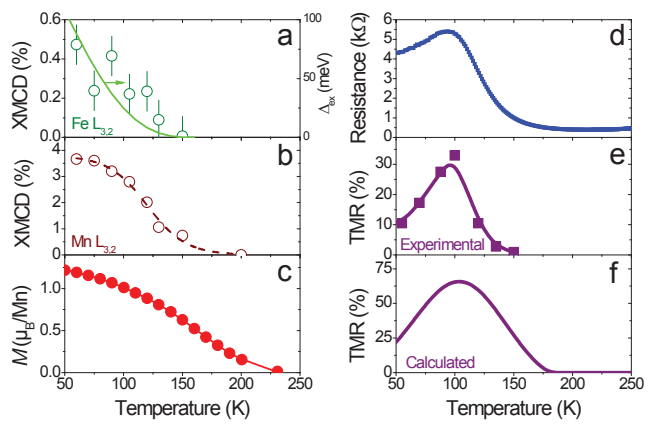 0.6
0.4
0.2
0.0
XMCD (%)
a
Fe L3,2
100
50
0
Δex (meV)
4
3
2
1
0
XMCD (%)
b
Mn L3,2
1.0
0.5
0.0
M (μB/Mn)
c
50 100 150 200 250
Temperature (K)
6
5
4
3
2
1
0
Resistance (kΩ)
d
30
20
10
0
TMR (%)
e
Experimental
75
50
25
0
TMR (%)
f
Calculated
50 100 150 200 250
Temperature (K)